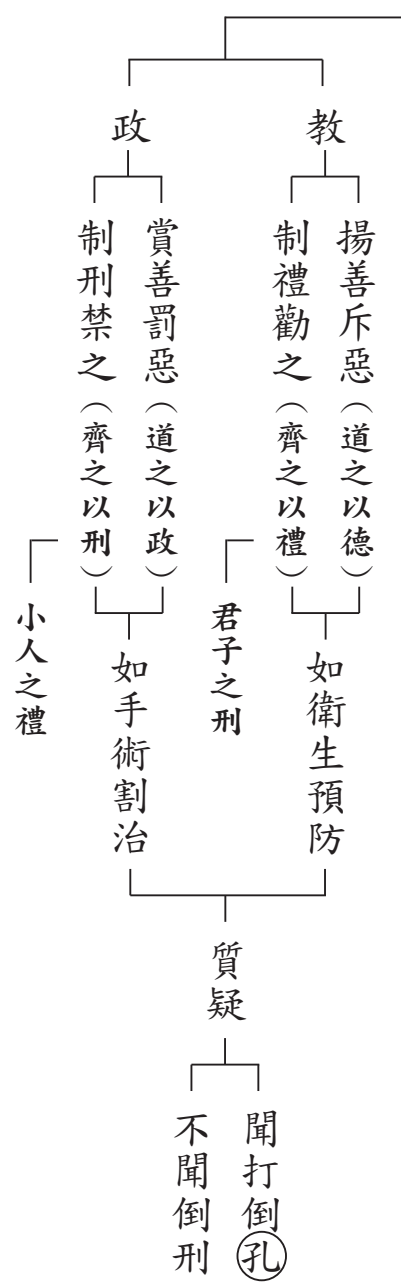 教
揚善斥惡（道之以德）
制禮勸之（齊之以禮）
君子之刑
如衛生預防
政
賞善罰惡（道之以政）
制刑禁之（齊之以刑）
小人之禮
如手術割治
質疑
聞打倒孔
不聞倒刑